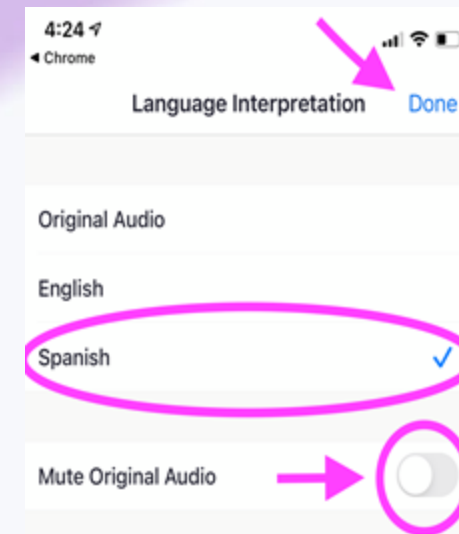 4:24
Chrome
Language Interpretation Done
Original Audio
English
Spanish
Mute Original Audio